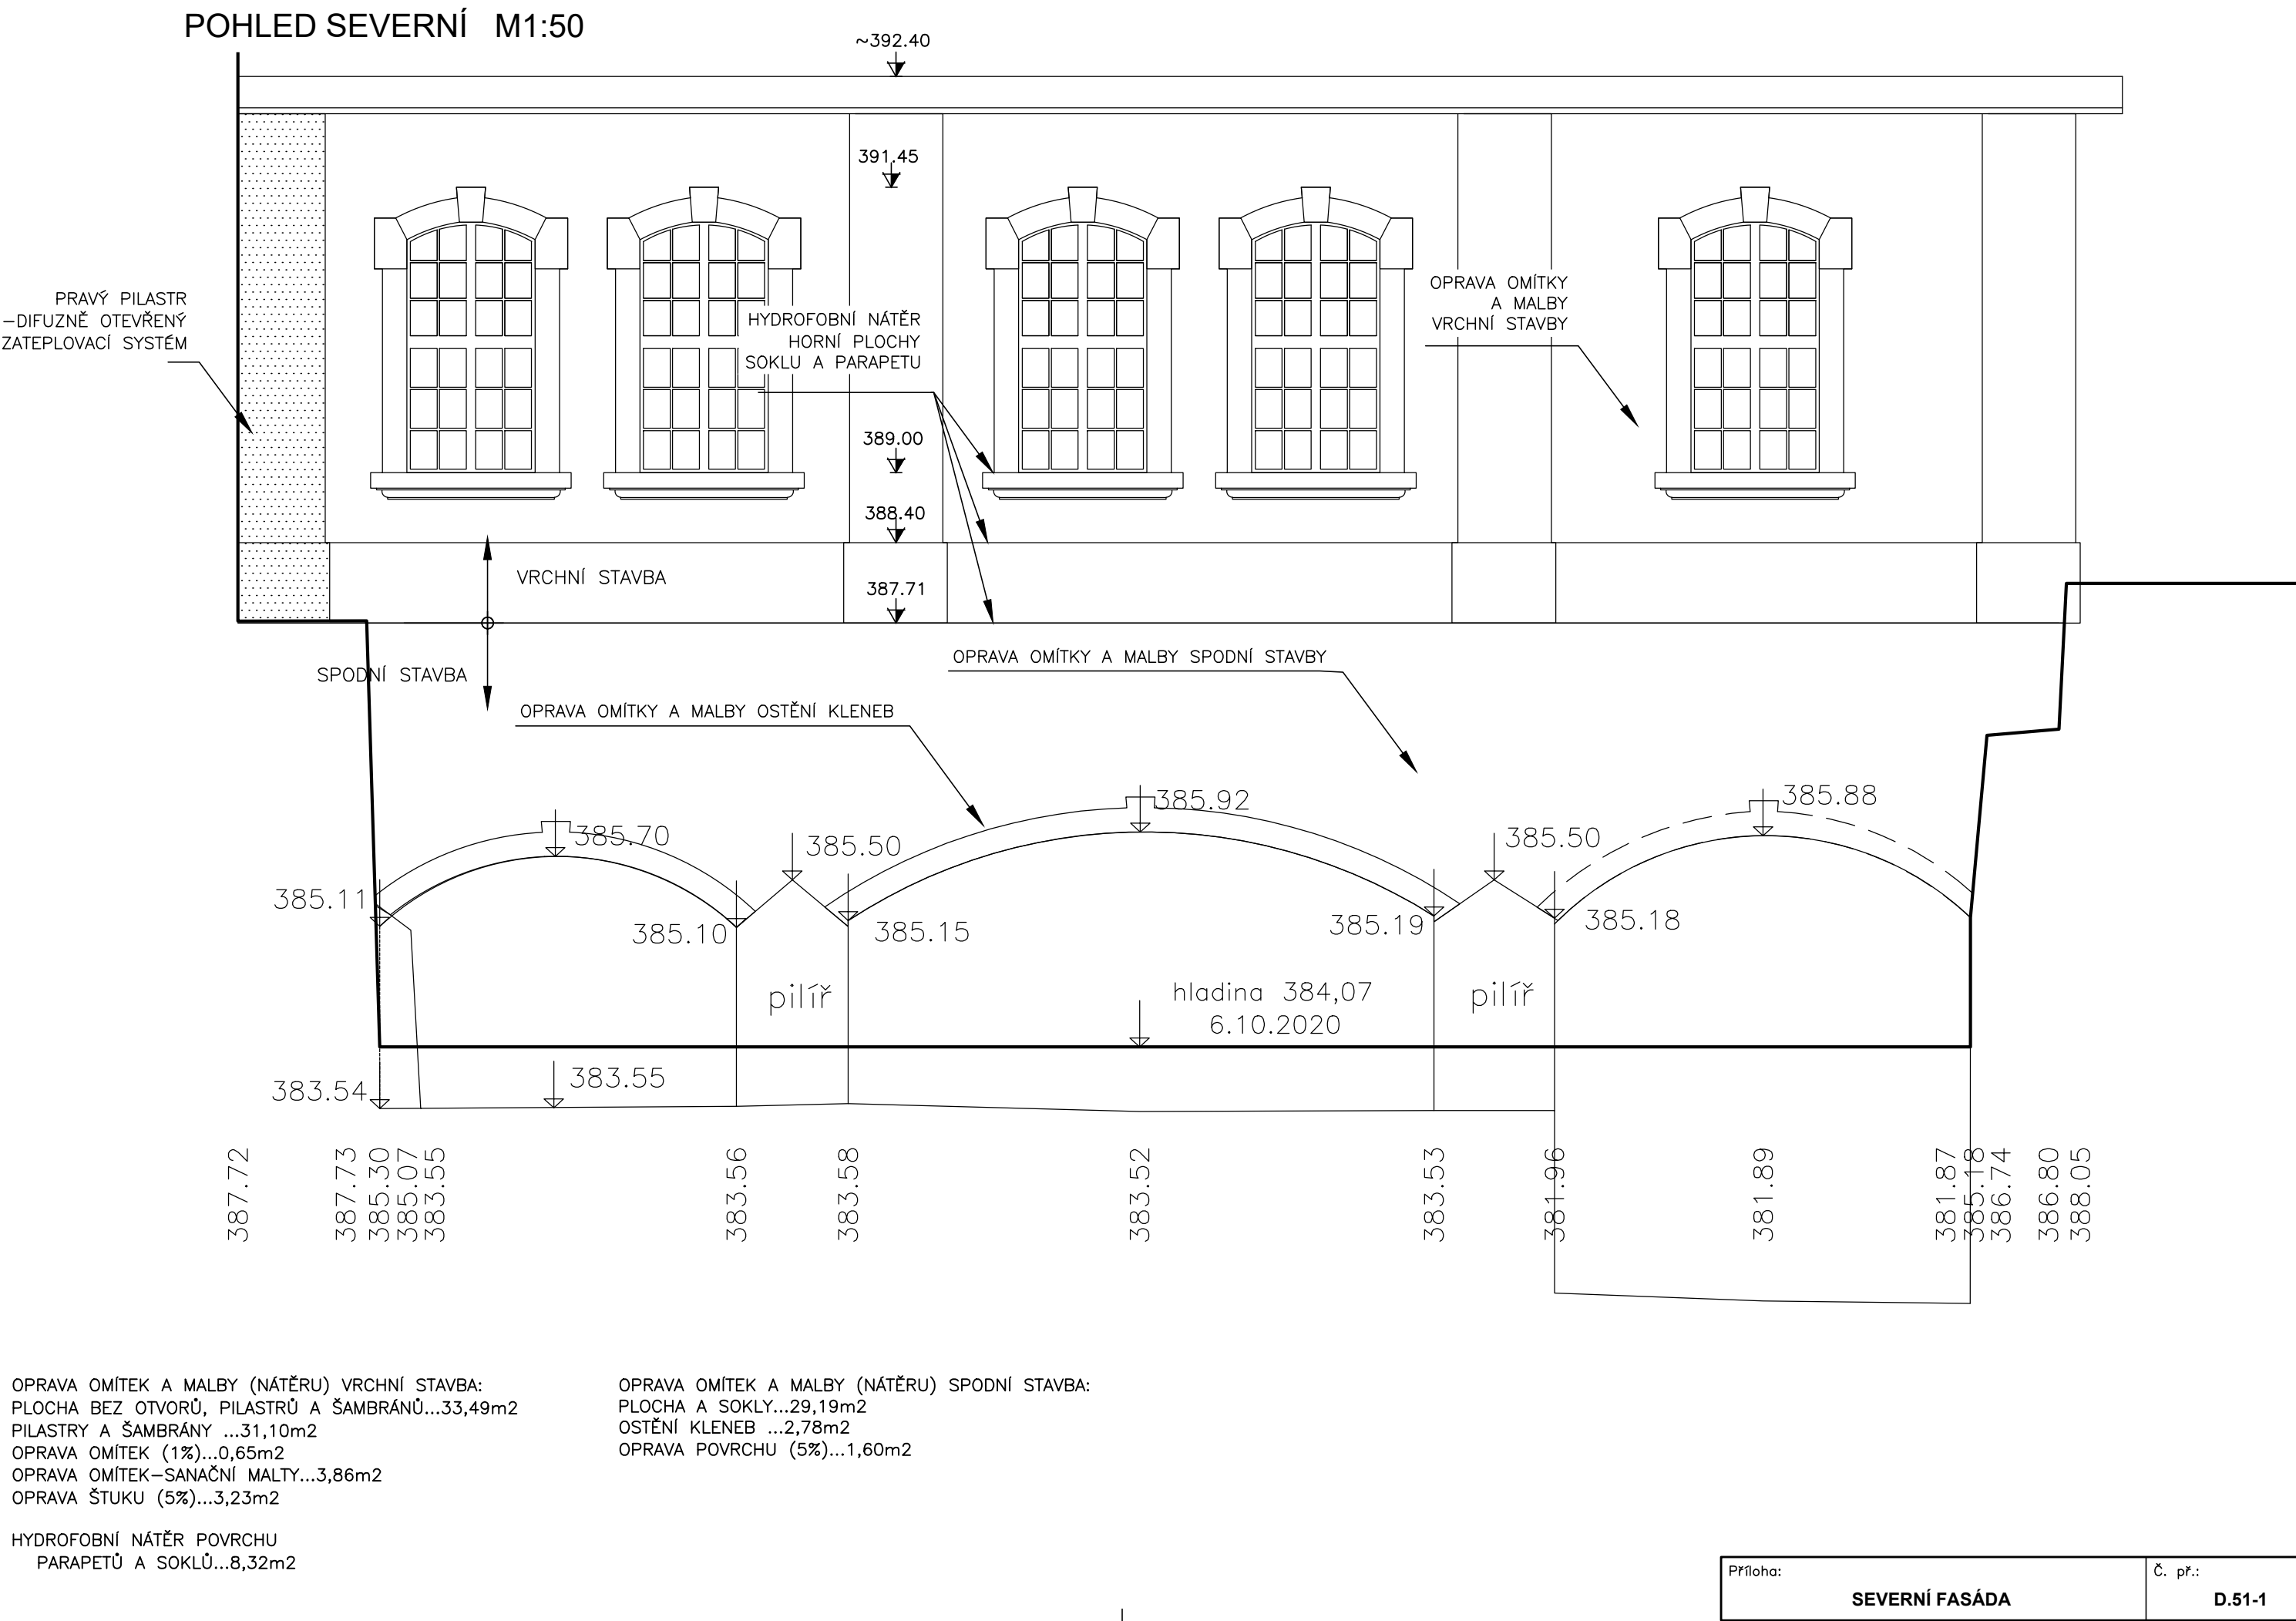 POHLED SEVERNÍ M1:50
~392.40
391.45
PRAVÝ PILASTR
-DIFUZNĚ OTEVŘENÝ
ZATEPLOVACÍ SYSTÉM
HYDROFOBNÍ NÁTĚR
HORNÍ PLOCHY
SOKLU A PARAPETU
OPRAVA OMÍTKY
A MALBY
VRCHNÍ STAVBY
389.00
388.40
387.71
VRCHNÍ STAVBA
SPODNÍ STAVBA
OPRAVA OMÍTKY A MALBY SPODNÍ STAVBY
OPRAVA OMÍTKY A MALBY OSTĚNÍ KLENEB
385.70
385.50
385.92
385.50
385.88
385.11
385.10
385.15
385.19
385.18
pilíř
hladina 384,07
6.10.2020
pilíř
383.54
383.55
387.72
387.73
385.30
385.07
383.55
383.56
383.58
383.52
383.53
381.96
381.89
381.87
385.18
386.74
386.80
388.05
OPRAVA OMÍTEK A MALBY (NÁTĚRU) VRCHNÍ STAVBA:
PLOCHA BEZ OTVORŮ, PILASTRŮ A ŠAMBRÁNŮ...33,49m2
PILASTRY A ŠAMBRÁNY ...31,10m2
OPRAVA OMÍTEK (1%)...0,65m2
OPRAVA OMÍTEK-SANAČNÍ MALTY...3,86m2
OPRAVA ŠTUKU (5%)...3,23m2
HYDROFOBNÍ NÁTĚR POVRCHU
PARAPETŮ A SOKLŮ...8,32m2
OPRAVA OMÍTEK A MALBY (NÁTĚRU) SPODNÍ STAVBA:
PLOCHA A SOKLY...29,19m2
OSTĚNÍ KLENEB ...2,78m2
OPRAVA POVRCHU (5%)...1,60m2
Příloha:
SEVERNÍ FASÁDA
Č. př.:
D.51-1